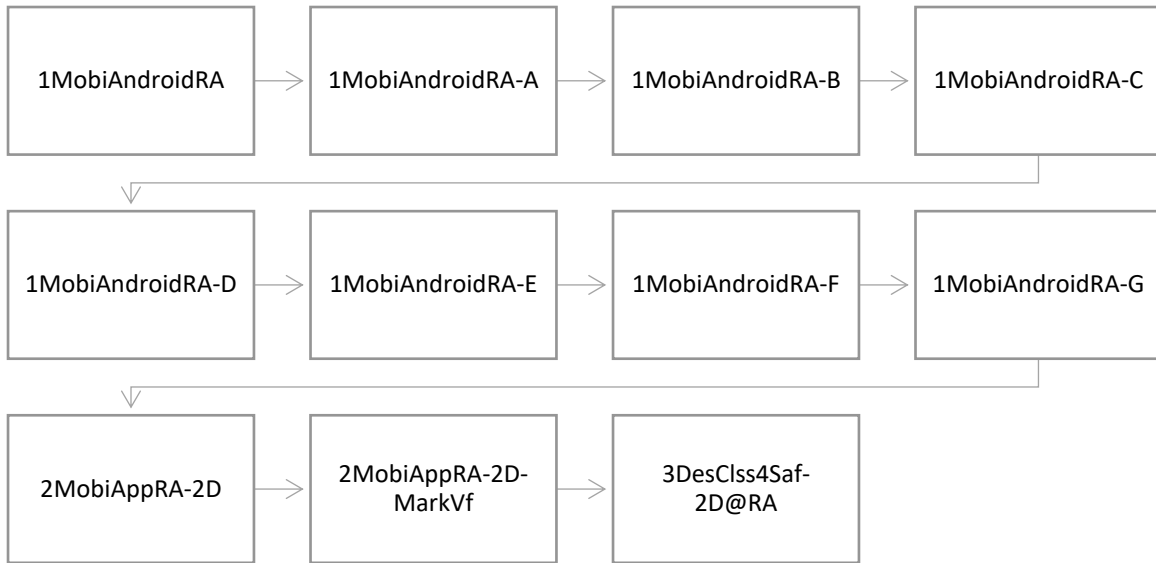 1MobiAndroidRA
1MobiAndroidRA-A
1MobiAndroidRA-B
1MobiAndroidRA-C
1MobiAndroidRA-D
1MobiAndroidRA-E
1MobiAndroidRA-F
1MobiAndroidRA-G
2MobiAppRA-2D
2MobiAppRA-2D-
MarkVf
3DesClss4Saf-
2D@RA